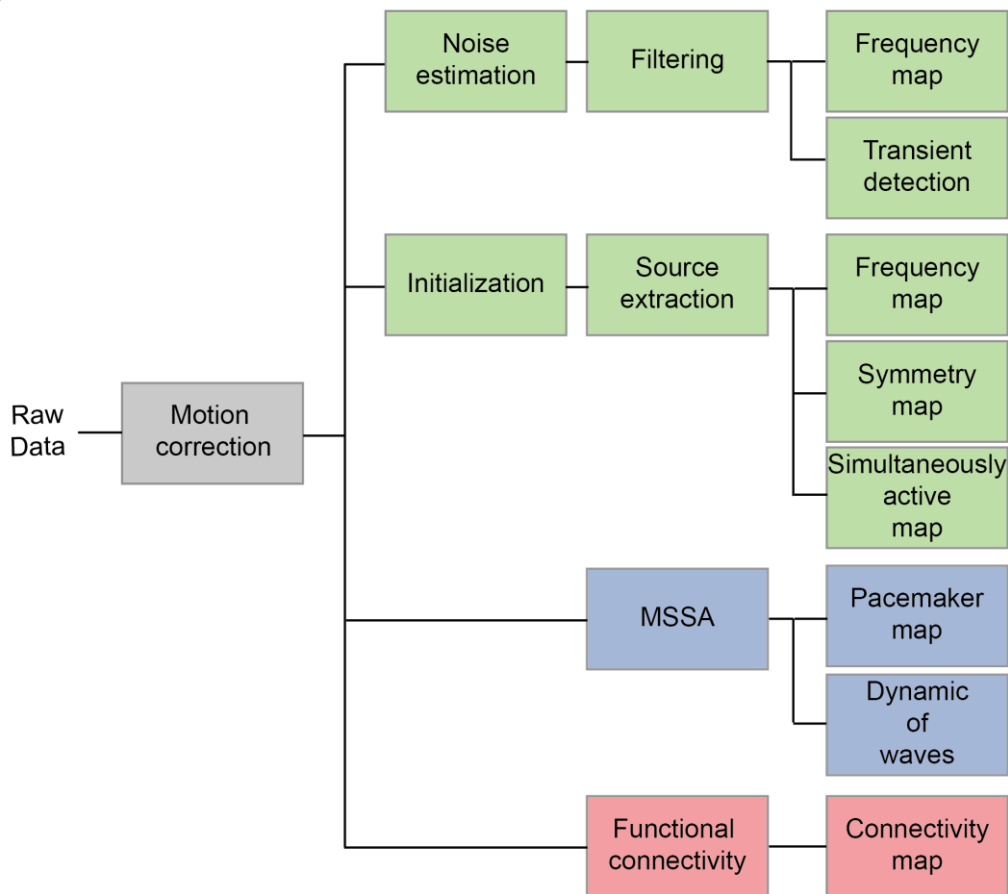 Raw
Data
Motion
correction
Noise
estimation
Filtering
Frequency
map
Transient
detection
Initialization
Source
extraction
Frequency
map
Symmetry
map
Simultaneously
active
map
MSSA
Pacemaker
map
Dynamic
of
waves
Functional
connectivity
Connectivity
map